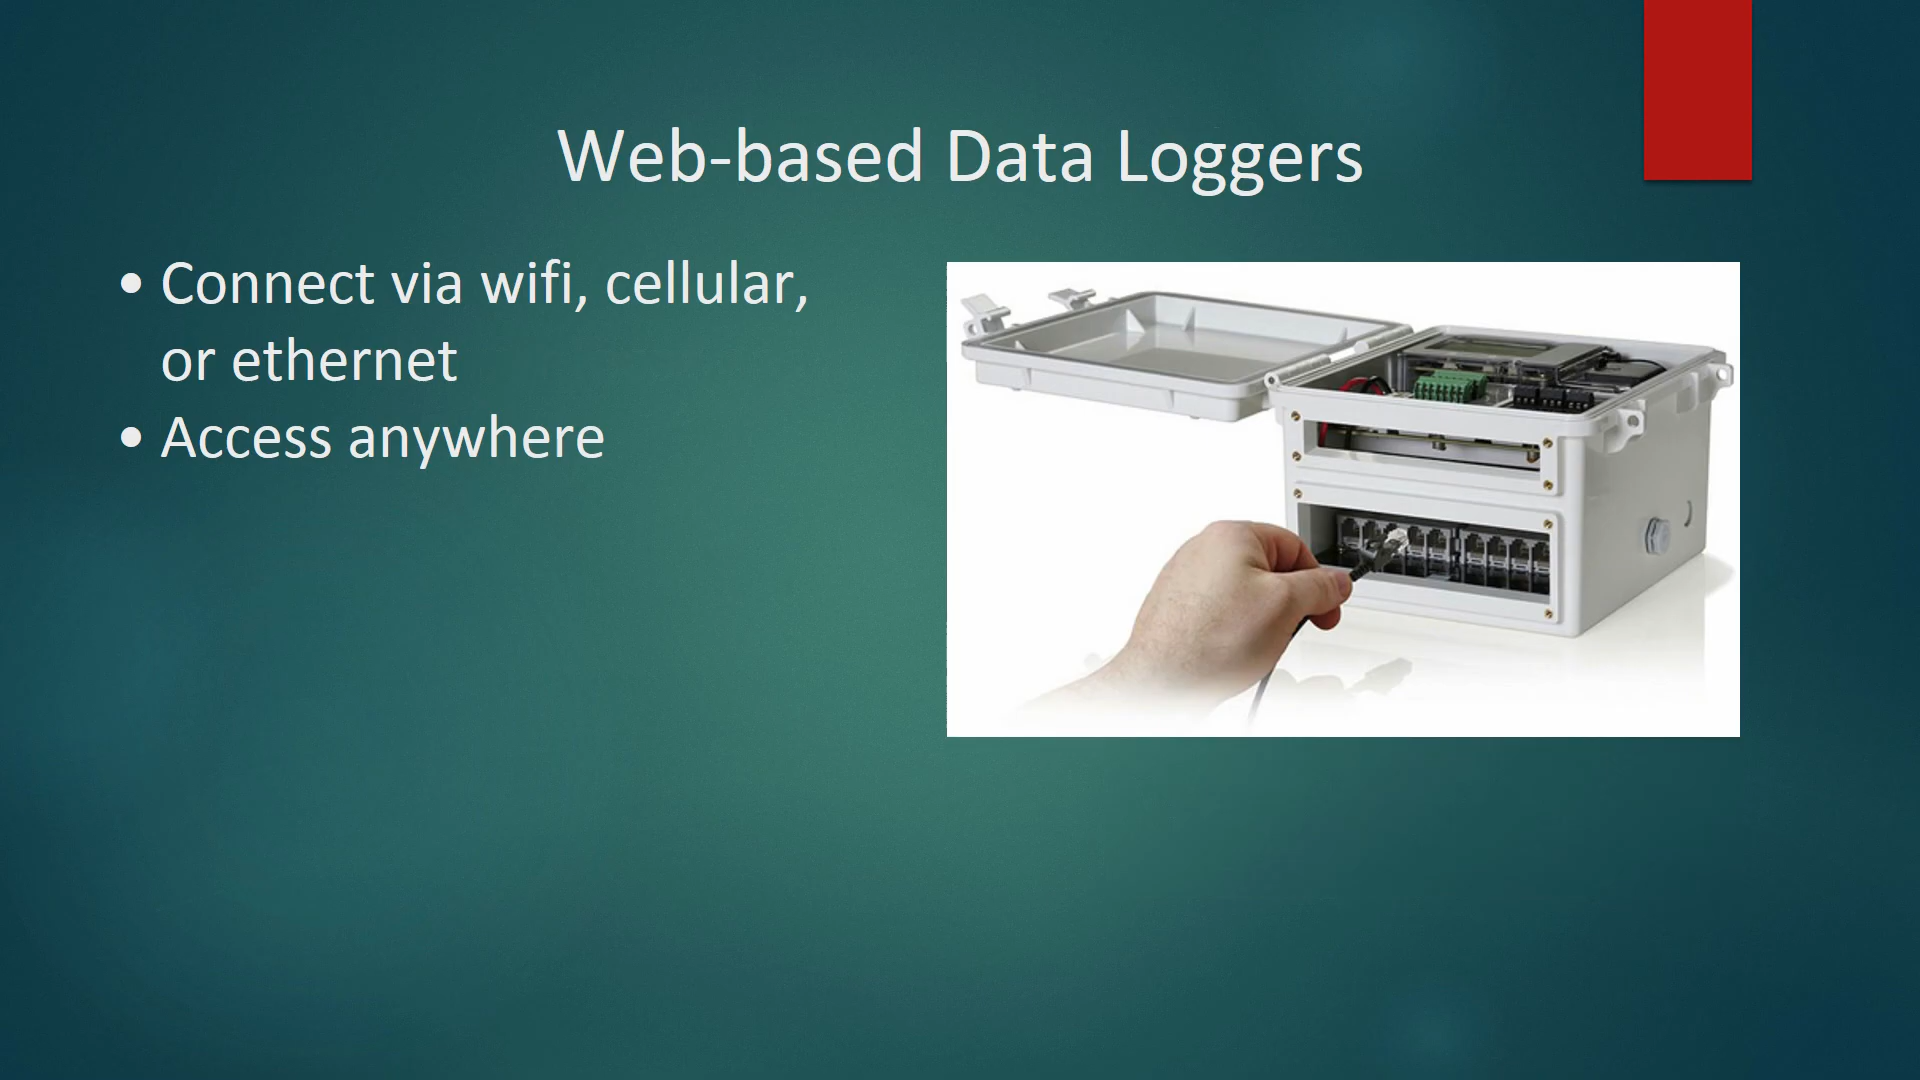 Web-based Data Loggers
• Connect via wifi, cellular,
or ethernet
• Access anywhere